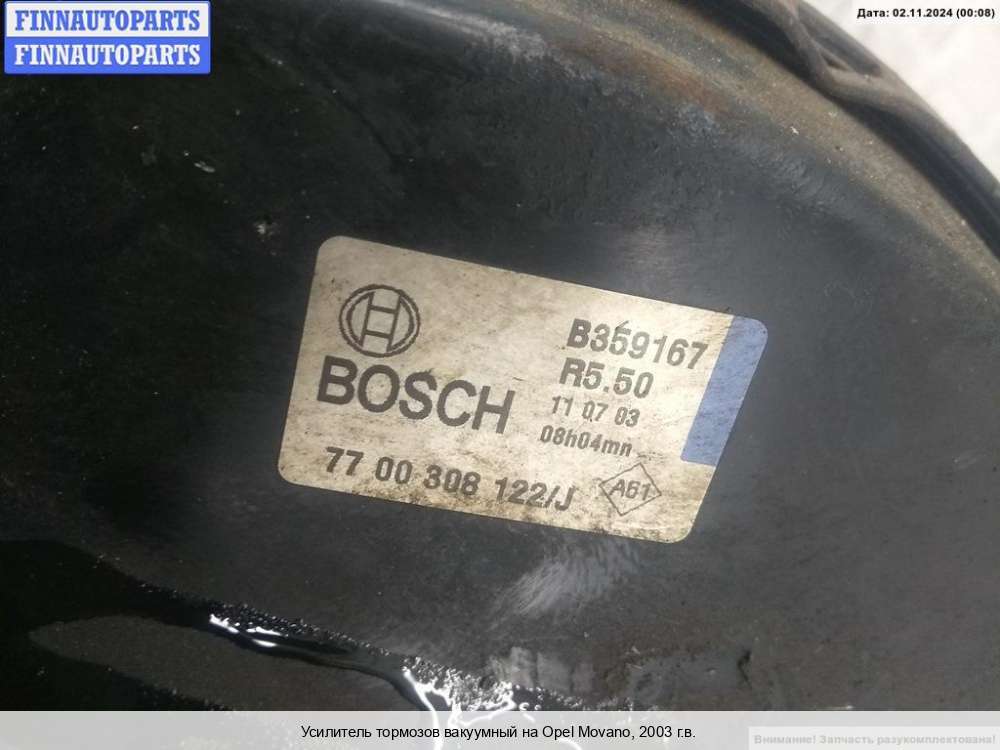 FINNAUTOPARTS
FINNAUTOPARTS
Дата: 02.11.2024 (00:08)
BOSCH
B359167
R5.50
11 07 03
08h04mn
77 00 308 122/J
A61
Усилитель тормозов вакуумный на Opel Movano, 2003 г.в.
Внимание! Запчасть разукомплектована!